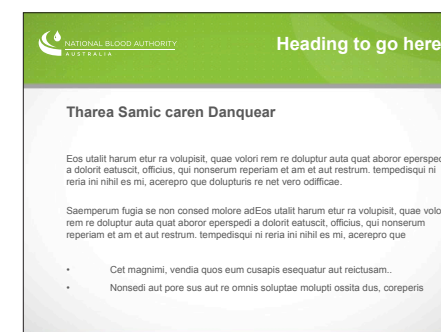 NATIONAL BLOOD AUTHORITY
AUSTRALIA
Heading to go here
Tharea Samic caren Danquear
Eos utalit harum etur ra volupisit, quae volori rem re doluptur auta quat aboror eperspedi
a dolorit eatuscit, officius, qui nonserum reperiam et am et aut restrum. tempedisqui ni
reria ini nihil es mi, acerepro que dolupturis re net vero odifficae.
Saemperum fugia se non consed molore adEos utalit harum etur ra volupisit, quae volo
rem re doluptur auta quat aboror eperspedi a dolorit eatuscit, officius, qui nonserum
reperiam et am et aut restrum. tempedisqui ni reria ini nihil es mi, acerepro que
• Cet magnimi, vendia quos eum cusapis esequatur aut reictusam..
• Nonsedi aut pore sus aut re omnis soluptae molupti ossita dus, coreperis